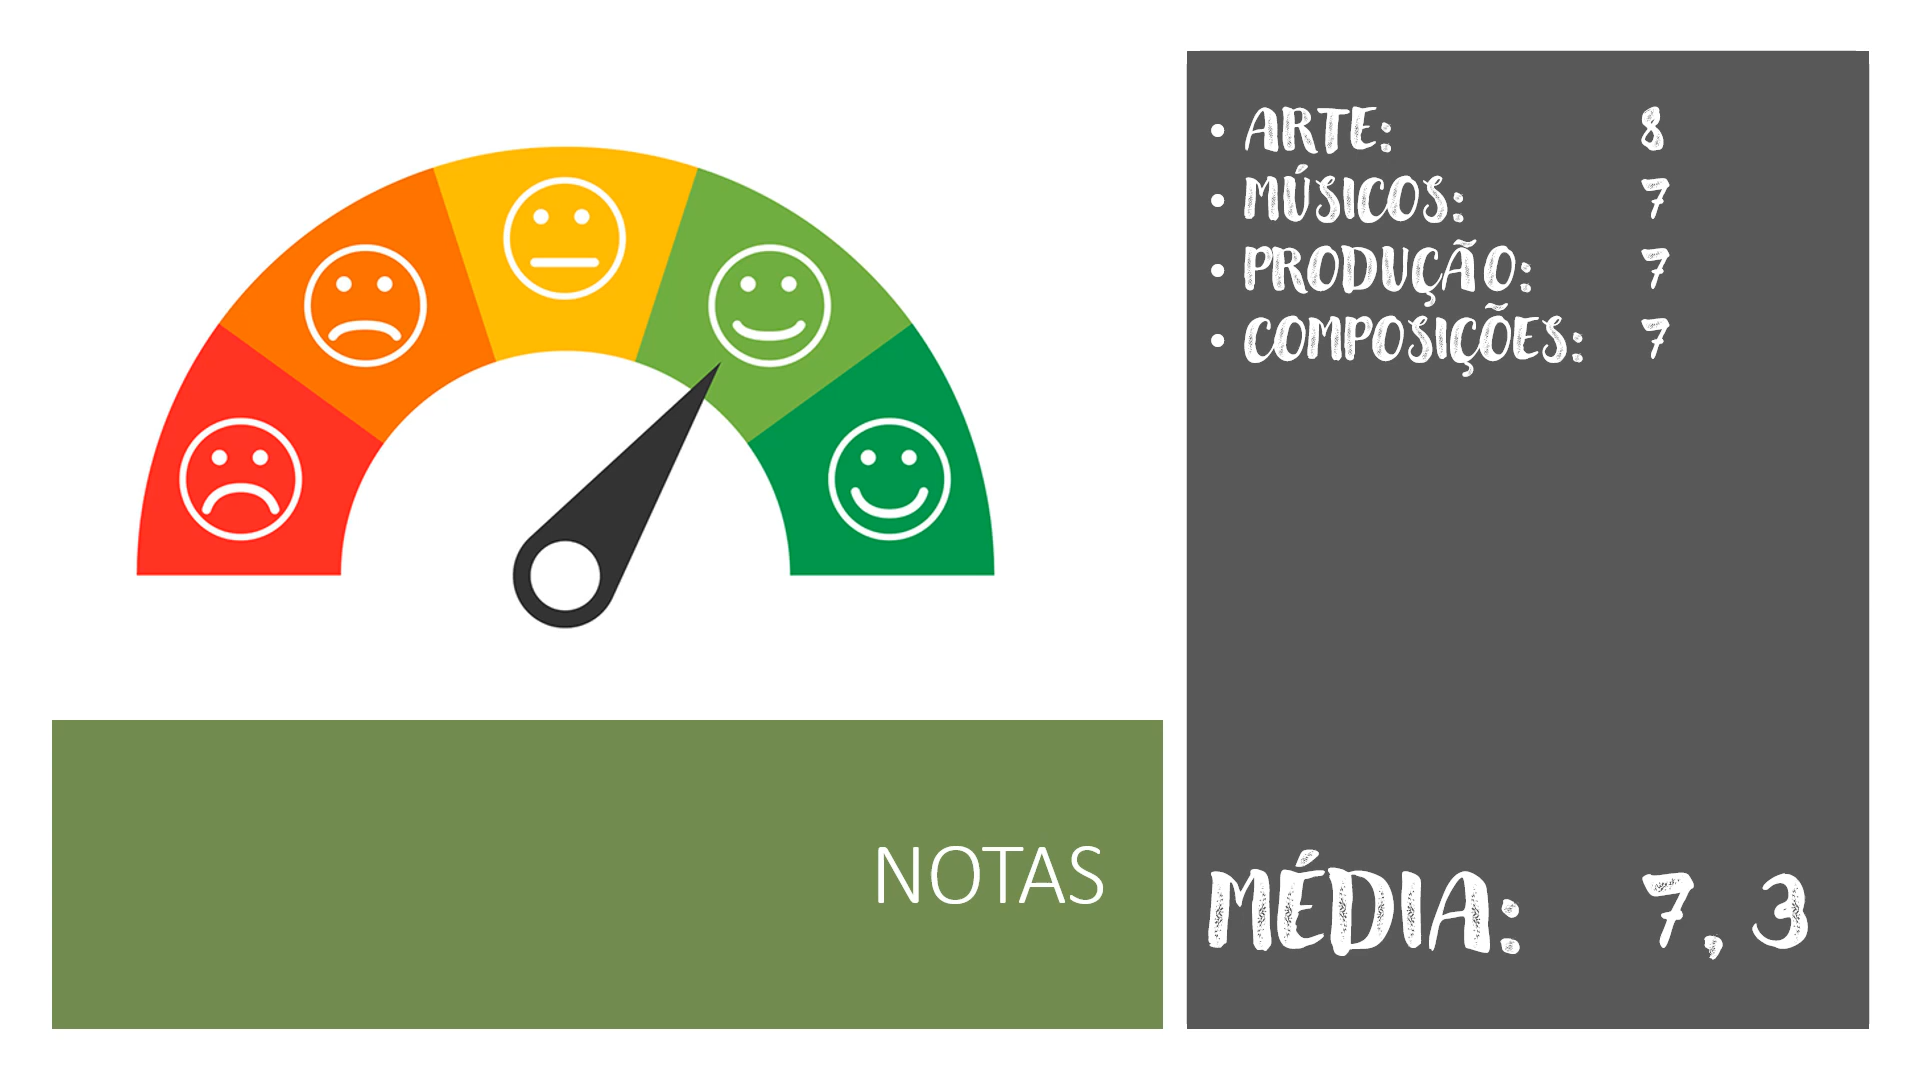 • ARTE: 8
• MÚSICOS: 7
• PRODUÇÃO: 7
• COMPOSIÇÕES: 7
MÉDIA: 7,3
NOTAS